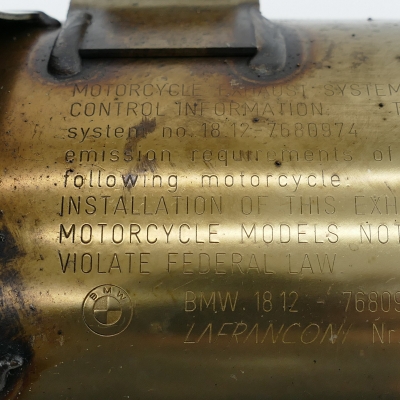 MOTORCYCLE EXHAUST SYSTEM
CONTROL INFORMATION: T
system no. 18.12-7680974
emission requirements of
following motorcycle:
INSTALLATION OF THIS EXH
MOTORCYCLE MODELS NOT
VIOLATE FEDERAL LAW
BMW
BMW. 18 12 - 76809
LAFRANCONI Nr